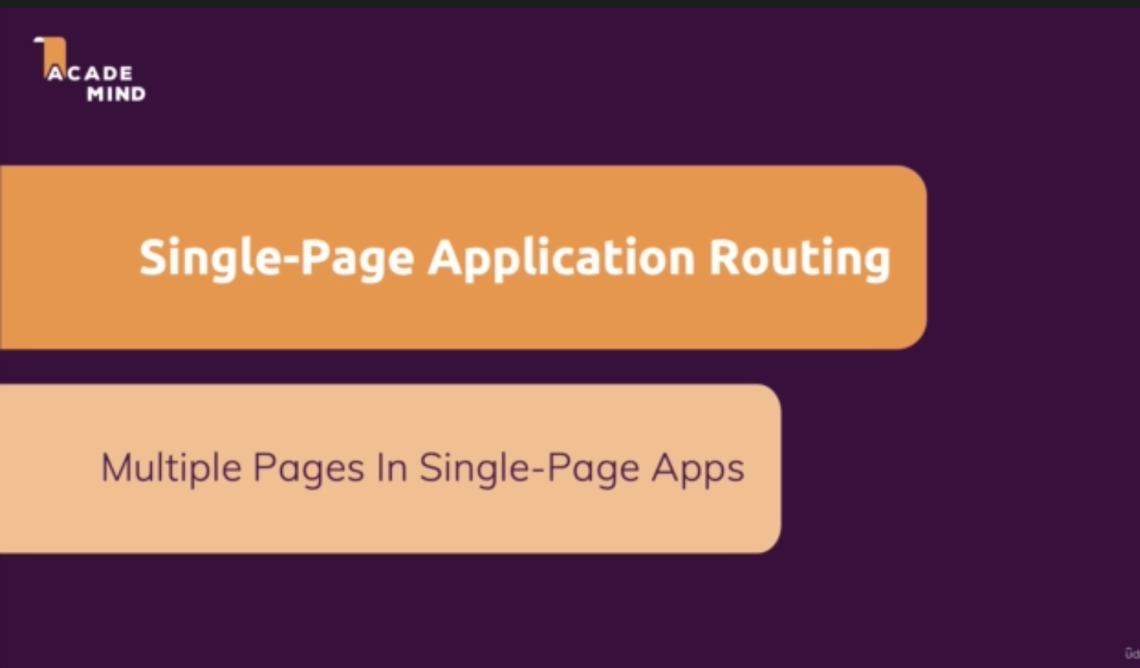 ACADE
MIND
Single-Page Application Routing
Multiple Pages In Single-Page Apps